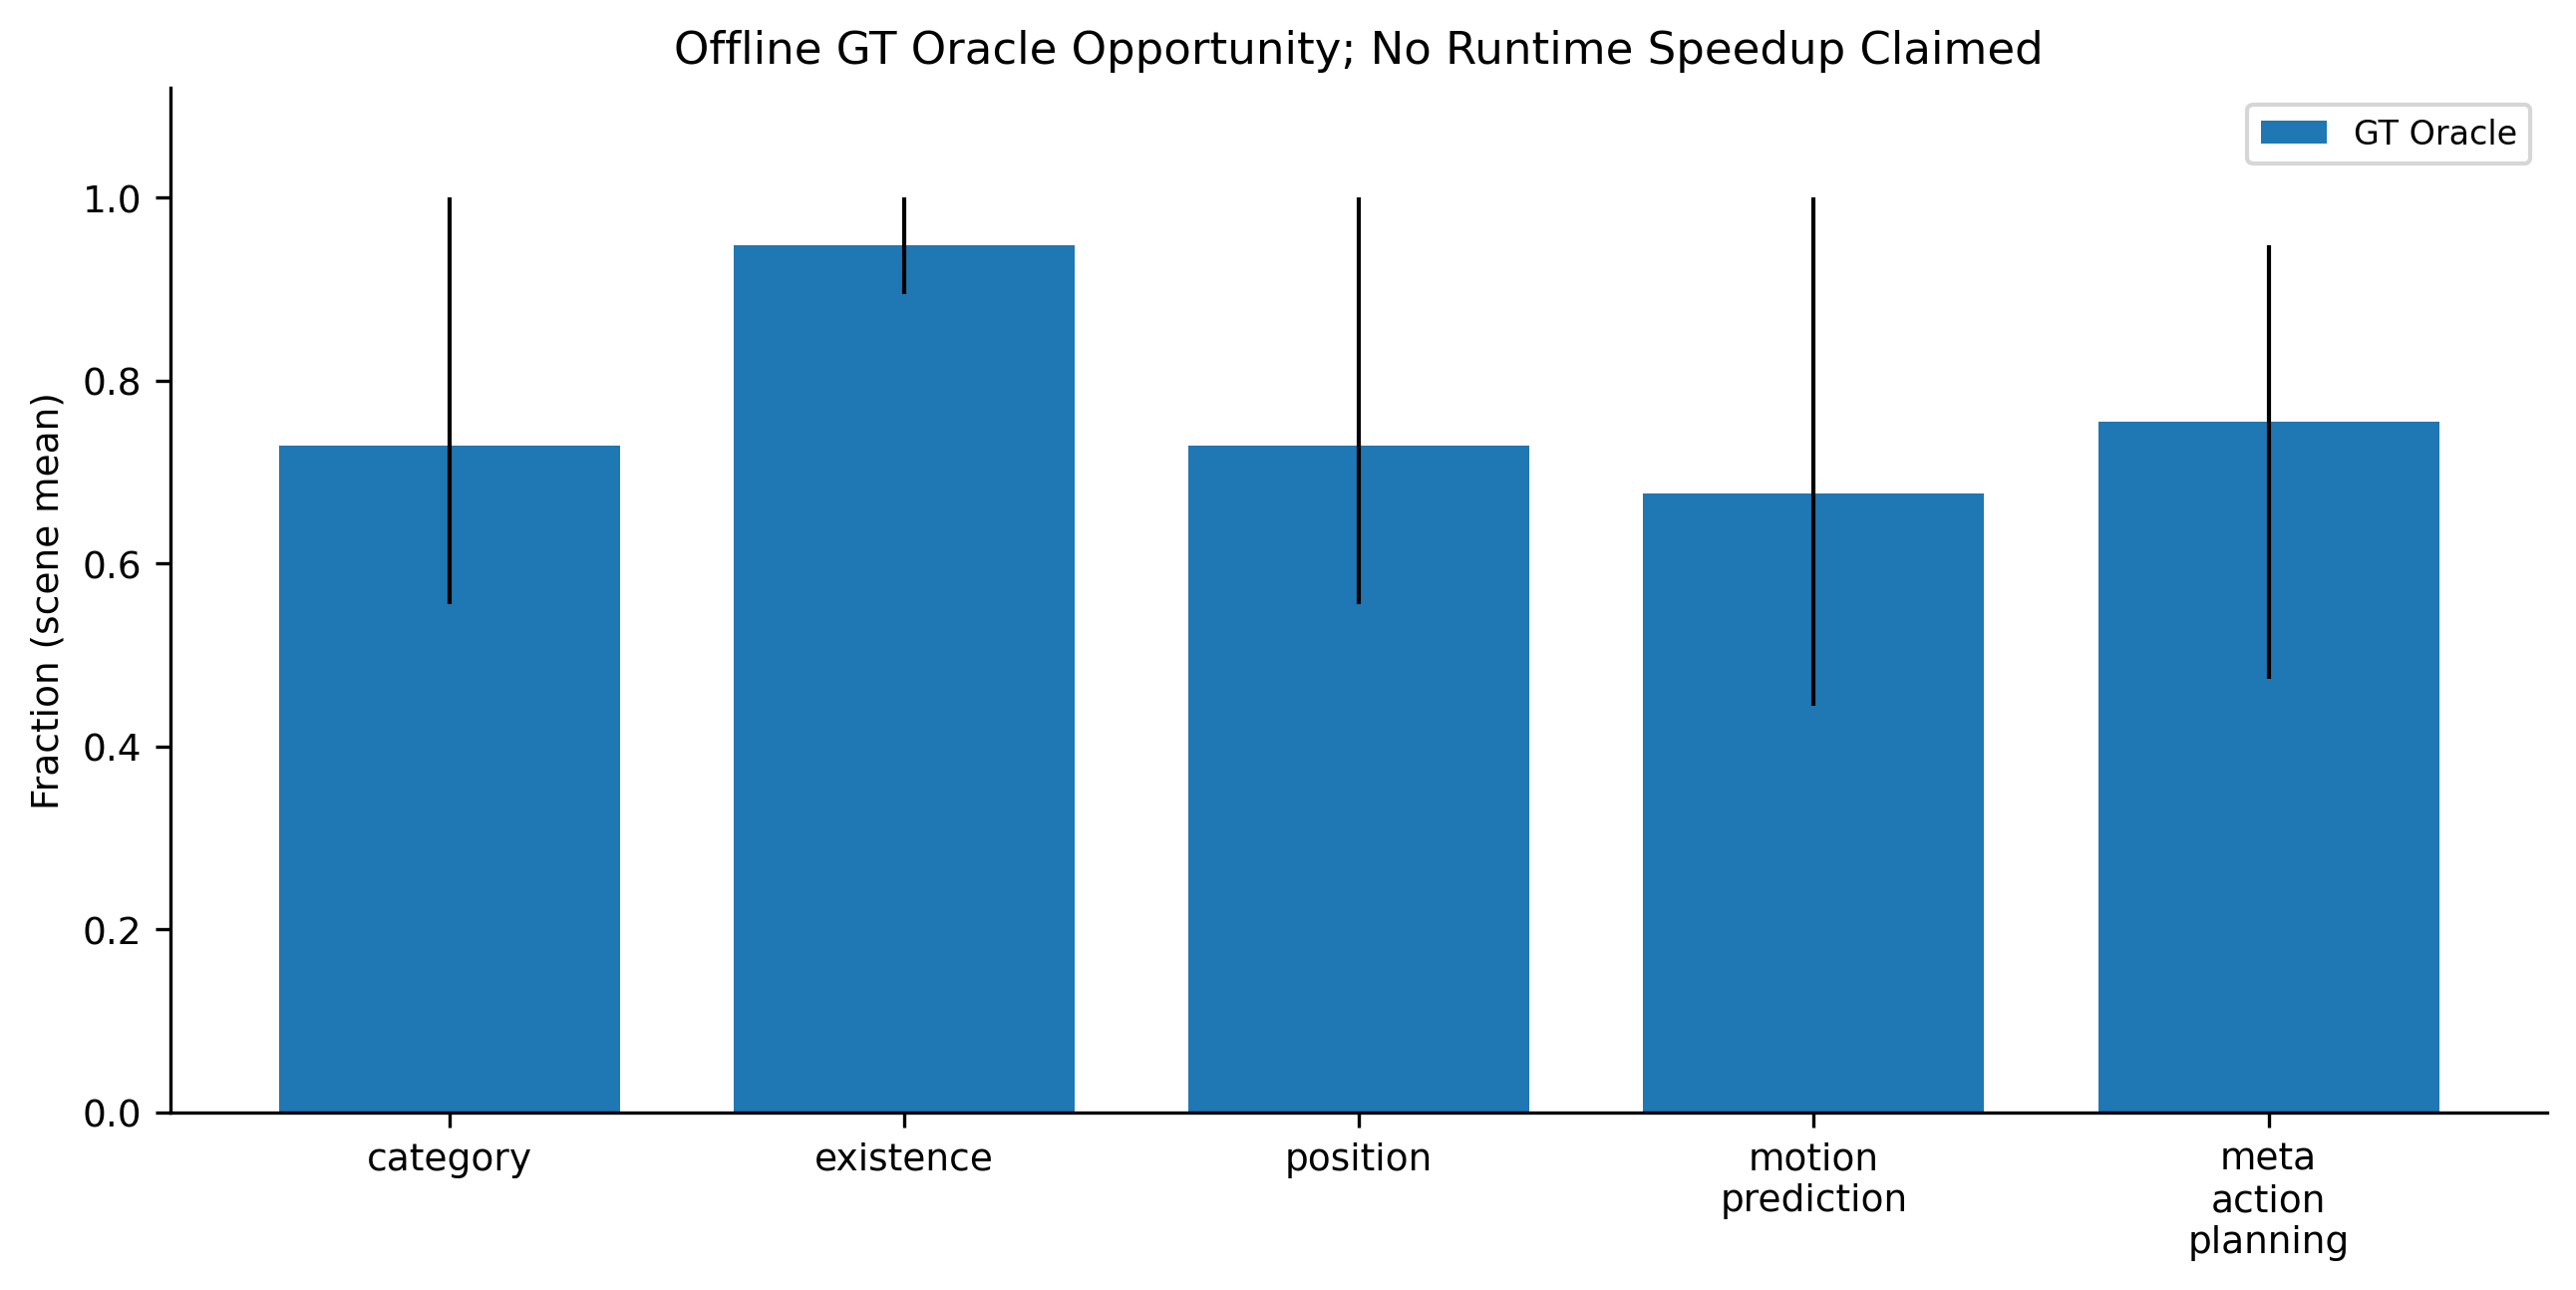 Offline GT Oracle Opportunity; No Runtime Speedup Claimed
GT Oracle
Fraction (scene mean)
1.0
0.8
0.6
0.4
0.2
0.0
category
existence
position
motion
prediction
meta
action
planning